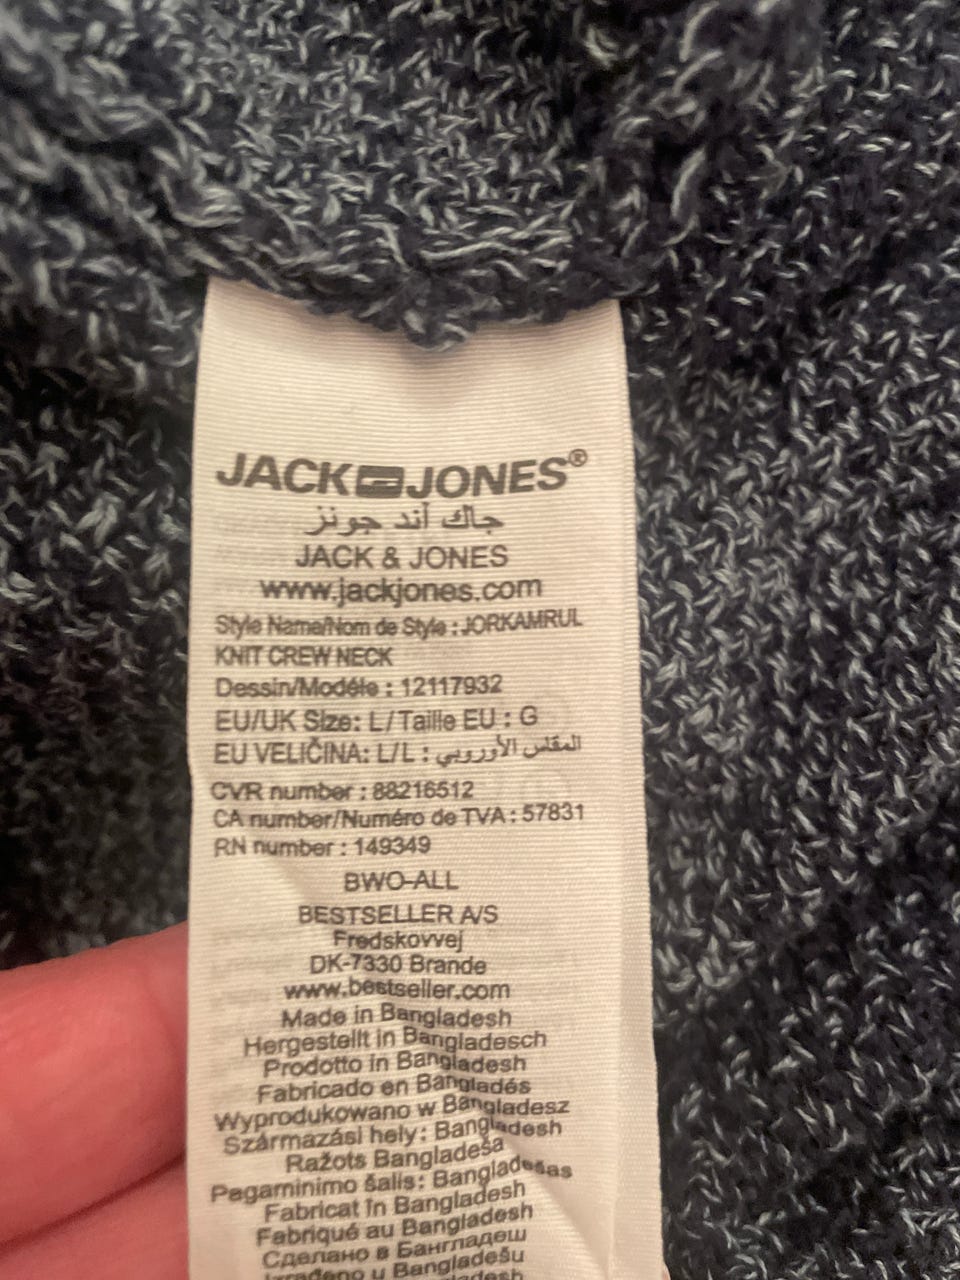 JACK JONES®
جاك آند جونز
JACK & JONES
www.jackjones.com
Style Name/Nom de Style : JORKAMRUL
KNIT CREW NECK
Dessin/Modéle : 12117932
EU/UK Size: L/Taille EU : G
EU VELIČINA: L/L : المقاس الأوروبي
CVR number : 88216512
CA number/Numéro de TVA : 57831
RN number : 149349
BWO-ALL
BESTSELLER A/S
Fredskovvej
DK-7330 Brande
www.bestseller.com
Made in Bangladesh
Hergestellt in Bangladesch
Prodotto in Bangladesh
Fabricado en Bangladés
Wyprodukowano w Bangladesz
Származási hely: Bangladesh
Ražots Bangladeša
Pagaminimo šalis: Bangladešas
Fabricat în Bangladesh
Fabriqué au Bangladesh
Сделано в Бангладеш
Izrađeno u Bangladešu